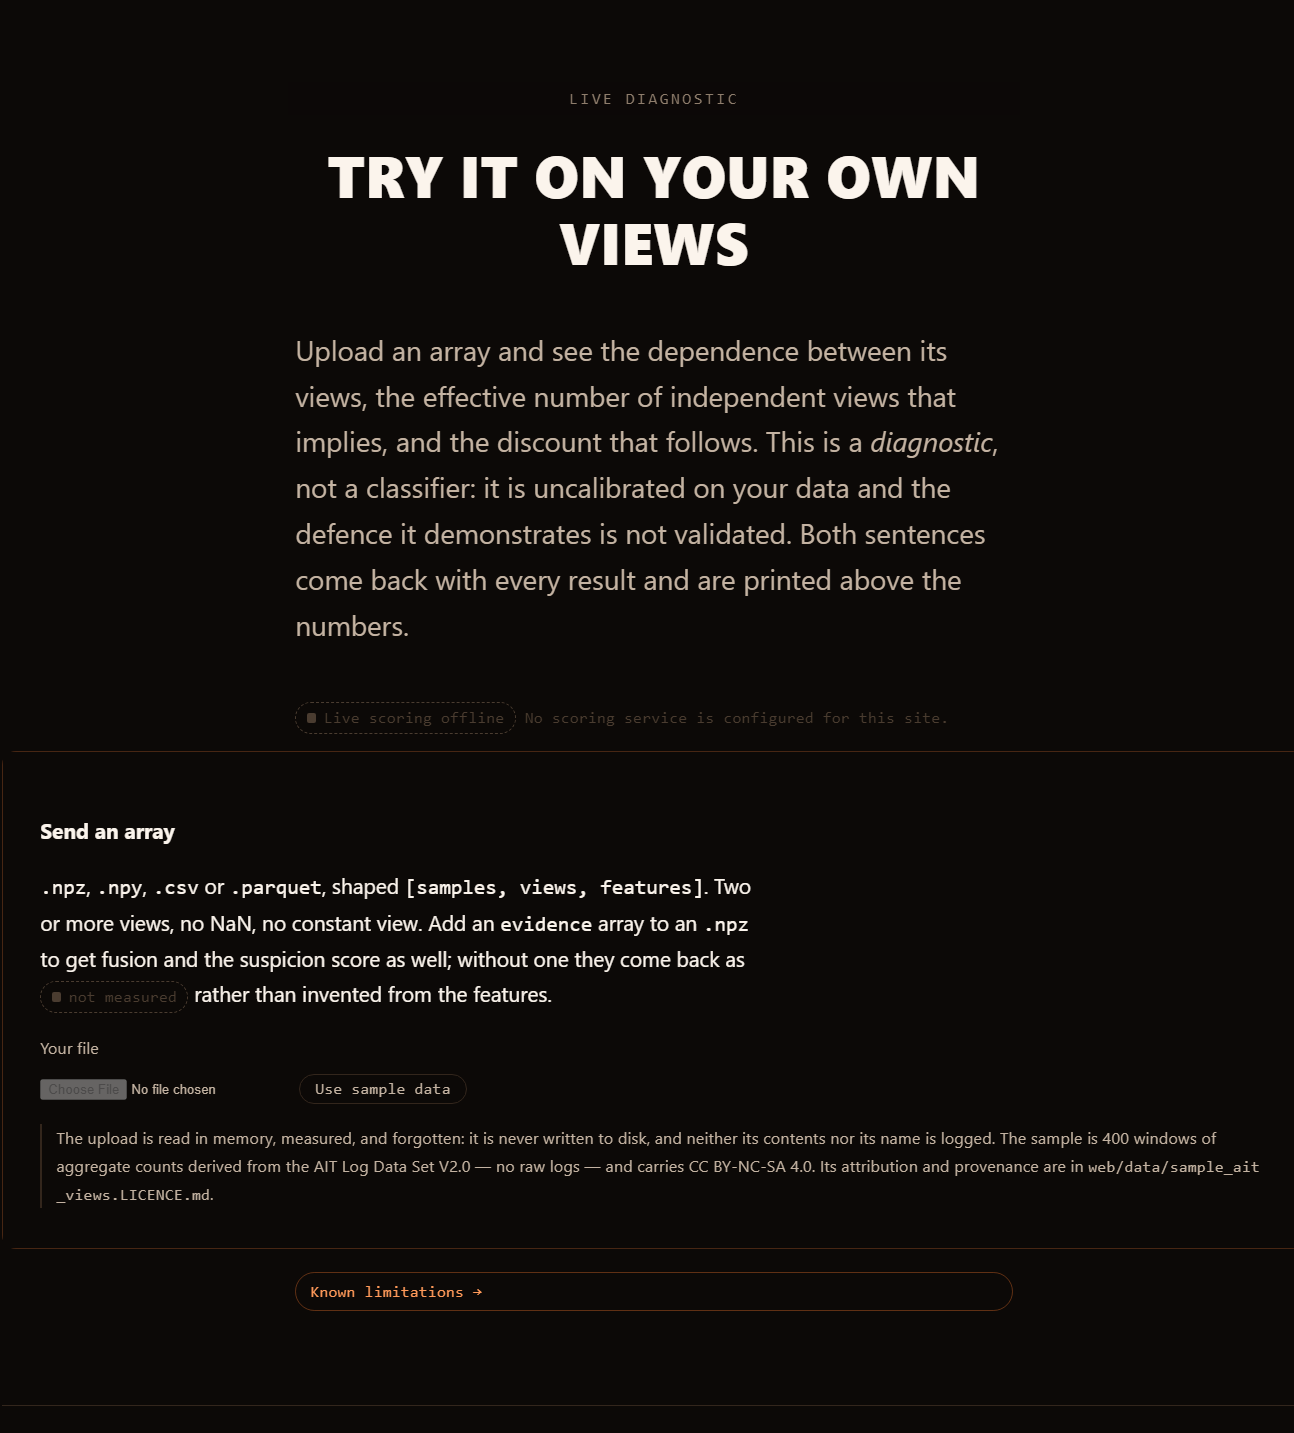 LIVE DIAGNOSTIC
TRY IT ON YOUR OWN
VIEWS
Upload an array and see the dependence between its
views, the effective number of independent views that
implies, and the discount that follows. This is a diagnostic,
not a classifier: it is uncalibrated on your data and the
defence it demonstrates is not validated. Both sentences
come back with every result and are printed above the
numbers.
Live scoring offline No scoring service is configured for this site.
Send an array
.npz, .npy, .csv or .parquet, shaped [samples, views, features]. Two
or more views, no NaN, no constant view. Add an evidence array to an .npz
to get fusion and the suspicion score as well; without one they come back as
not measured rather than invented from the features.
Your file
Choose File No file chosen Use sample data
The upload is read in memory, measured, and forgotten: it is never written to disk, and neither its contents nor its name is logged. The sample is 400 windows of
aggregate counts derived from the AIT Log Data Set V2.0 — no raw logs — and carries CC BY-NC-SA 4.0. Its attribution and provenance are in web/data/sample_ait
_views.LICENCE.md.
Known limitations →